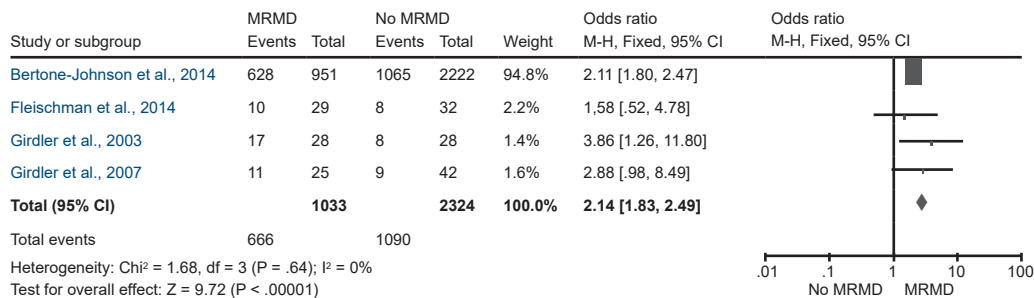 MRMD No MRMD Odds ratio Odds ratio
Study or subgroup Events Total Events Total Weight M-H, Fixed, 95% CI M-H, Fixed, 95% CI
Bertone-Johnson et al., 2014 628 951 1065 2222 94.8% 2.11 [1.80, 2.47]
Fleischman et al., 2014 10 29 8 32 2.2% 1,58 [.52, 4.78]
Girdler et al., 2003 17 28 8 28 1.4% 3.86 [1.26, 11.80]
Girdler et al., 2007 11 25 9 42 1.6% 2.88 [.98, 8.49]
Total (95% CI) 1033 2324 100.0% 2.14 [1.83, 2.49]
Total events 666 1090
Heterogeneity: Chi² = 1.68, df = 3 (P = .64); I² = 0%
Test for overall effect: Z = 9.72 (P < .00001)
.01 .1 1 10 100
No MRMD MRMD